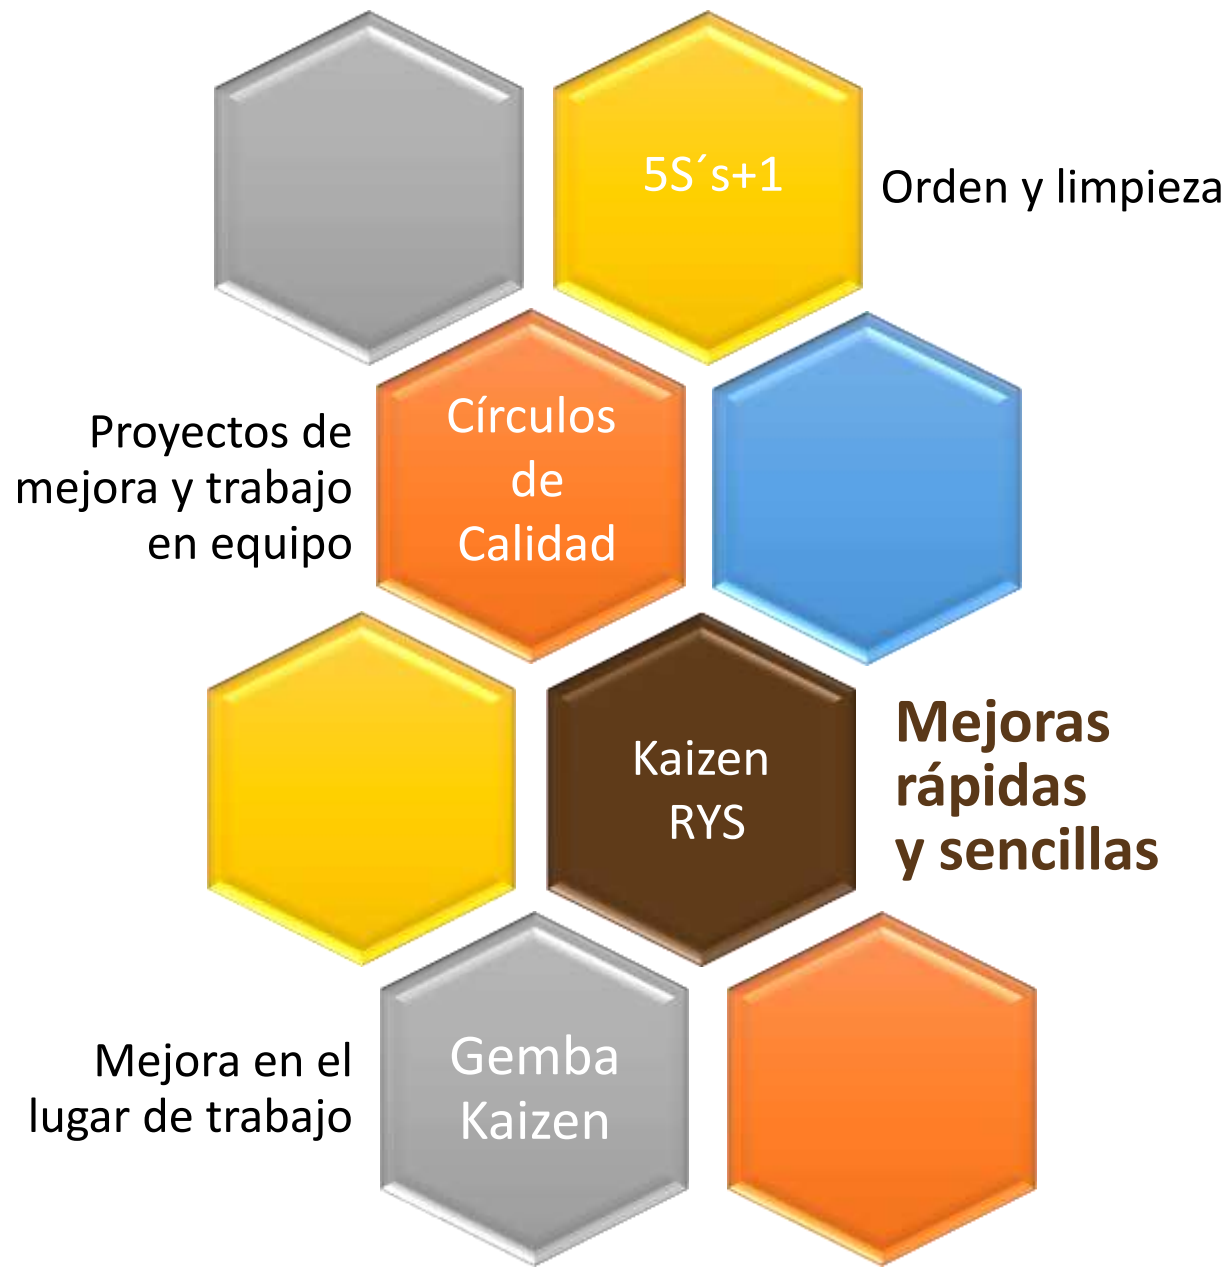 5S´s+1
Orden y limpieza
Proyectos de
mejora y trabajo
en equipo
Círculos
de
Calidad
Kaizen
RYS
Mejoras
rápidas
y sencillas
Mejora en el
lugar de trabajo
Gemba
Kaizen